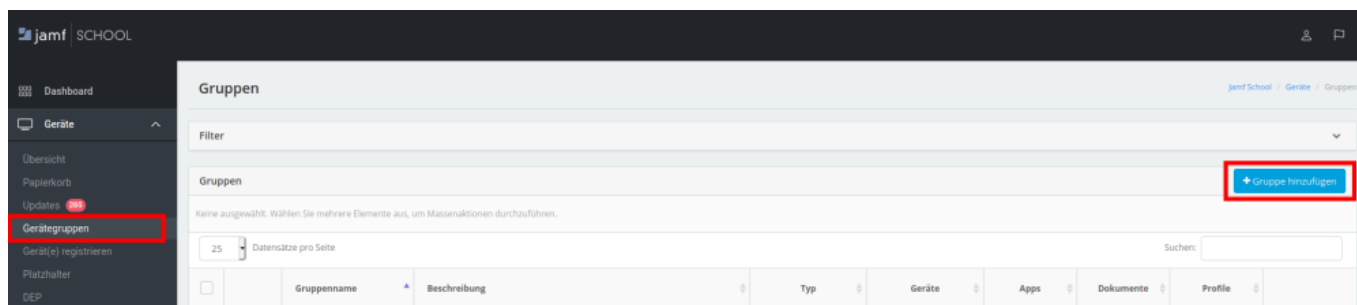 jamf SCHOOL
Dashboard
Geräte
Übersicht
Papierkorb
Updates 265
Gerätegruppen
Gerät(e) registrieren
Platzhalter
DEP
Gruppen
Jamf School / Geräte / Gruppen
Filter
Gruppen
+ Gruppe hinzufügen
Keine ausgewählt. Wählen Sie mehrere Elemente aus, um Massenaktionen durchzuführen.
25 Datensätze pro Seite
Suchen:
Gruppenname Beschreibung Typ Geräte Apps Dokumente Profile